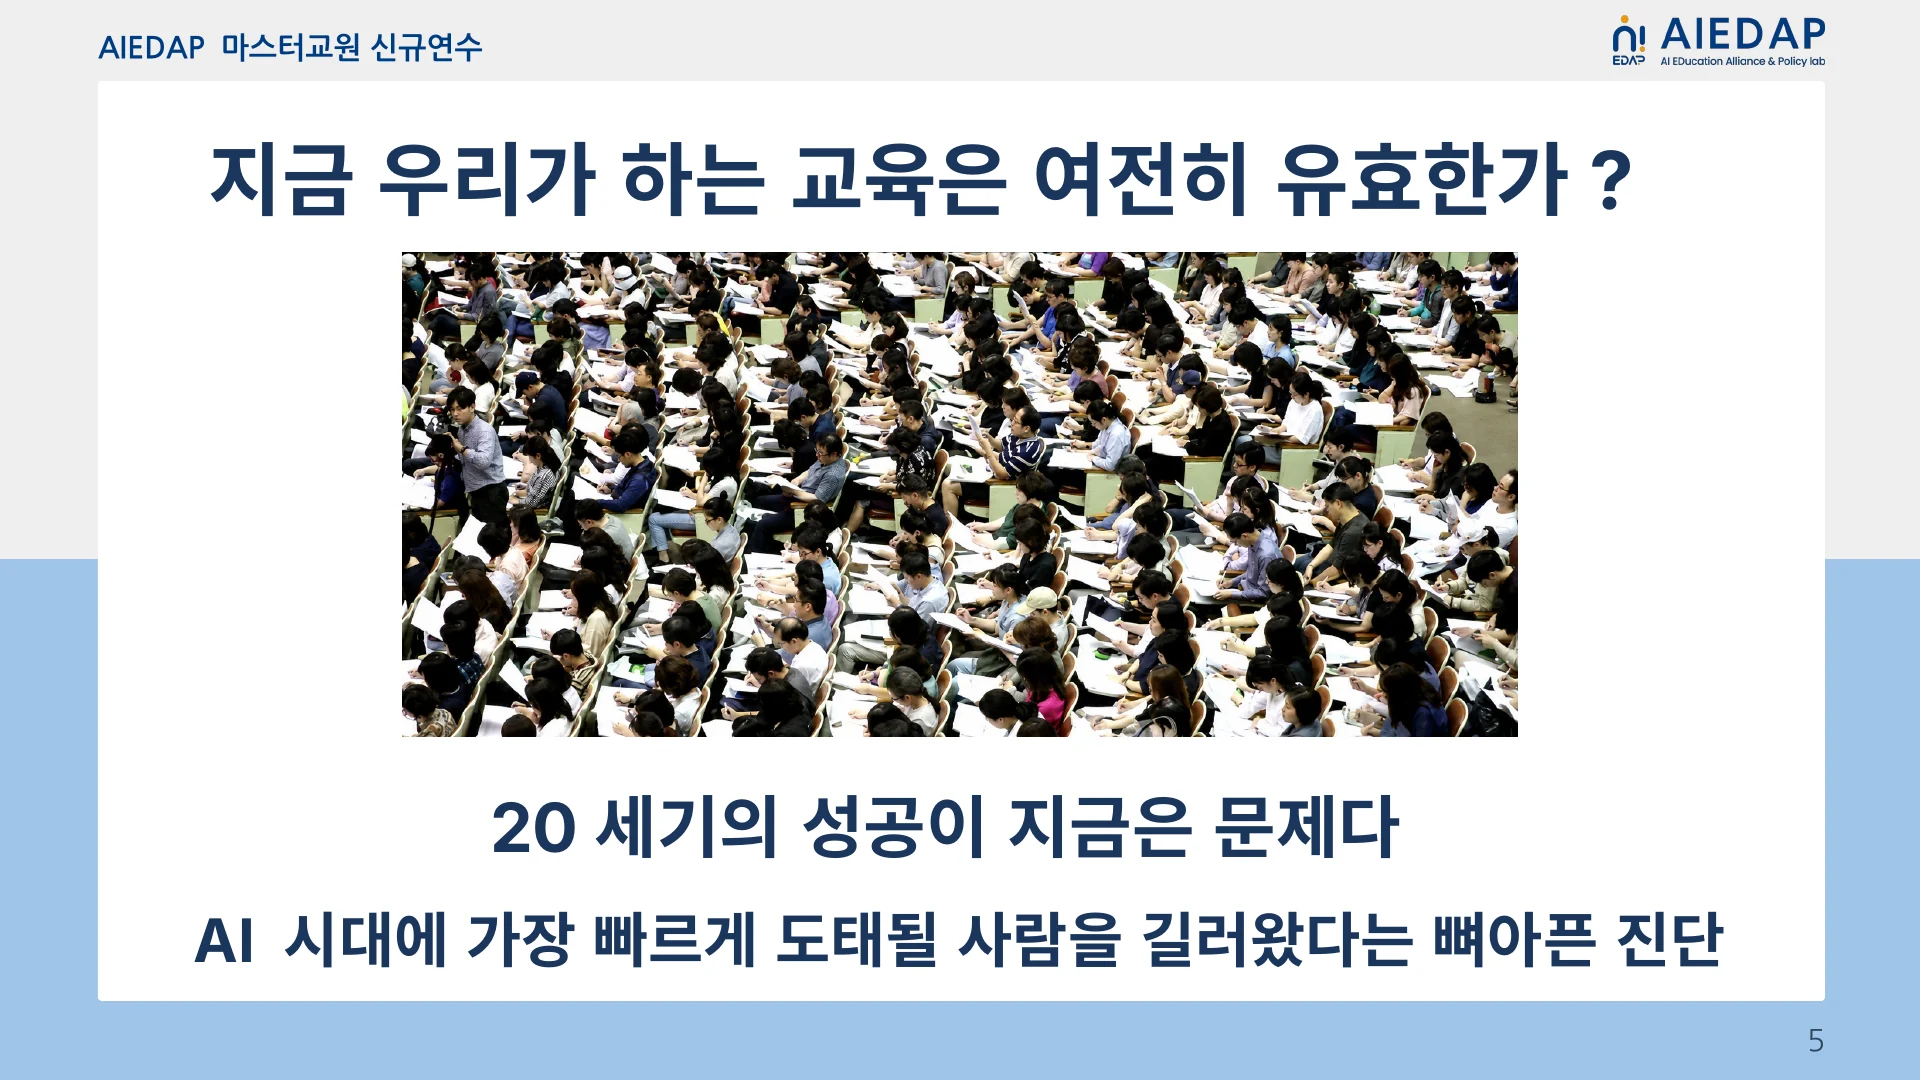 AIEDAP 마스터교원 신규연수
AI EDAP
AIEDAP
AI EDucation Alliance & Policy lab
지금 우리가 하는 교육은 여전히 유효한가 ?
20 세기의 성공이 지금은 문제다
AI 시대에 가장 빠르게 도태될 사람을 길러왔다는 뼈아픈 진단
5